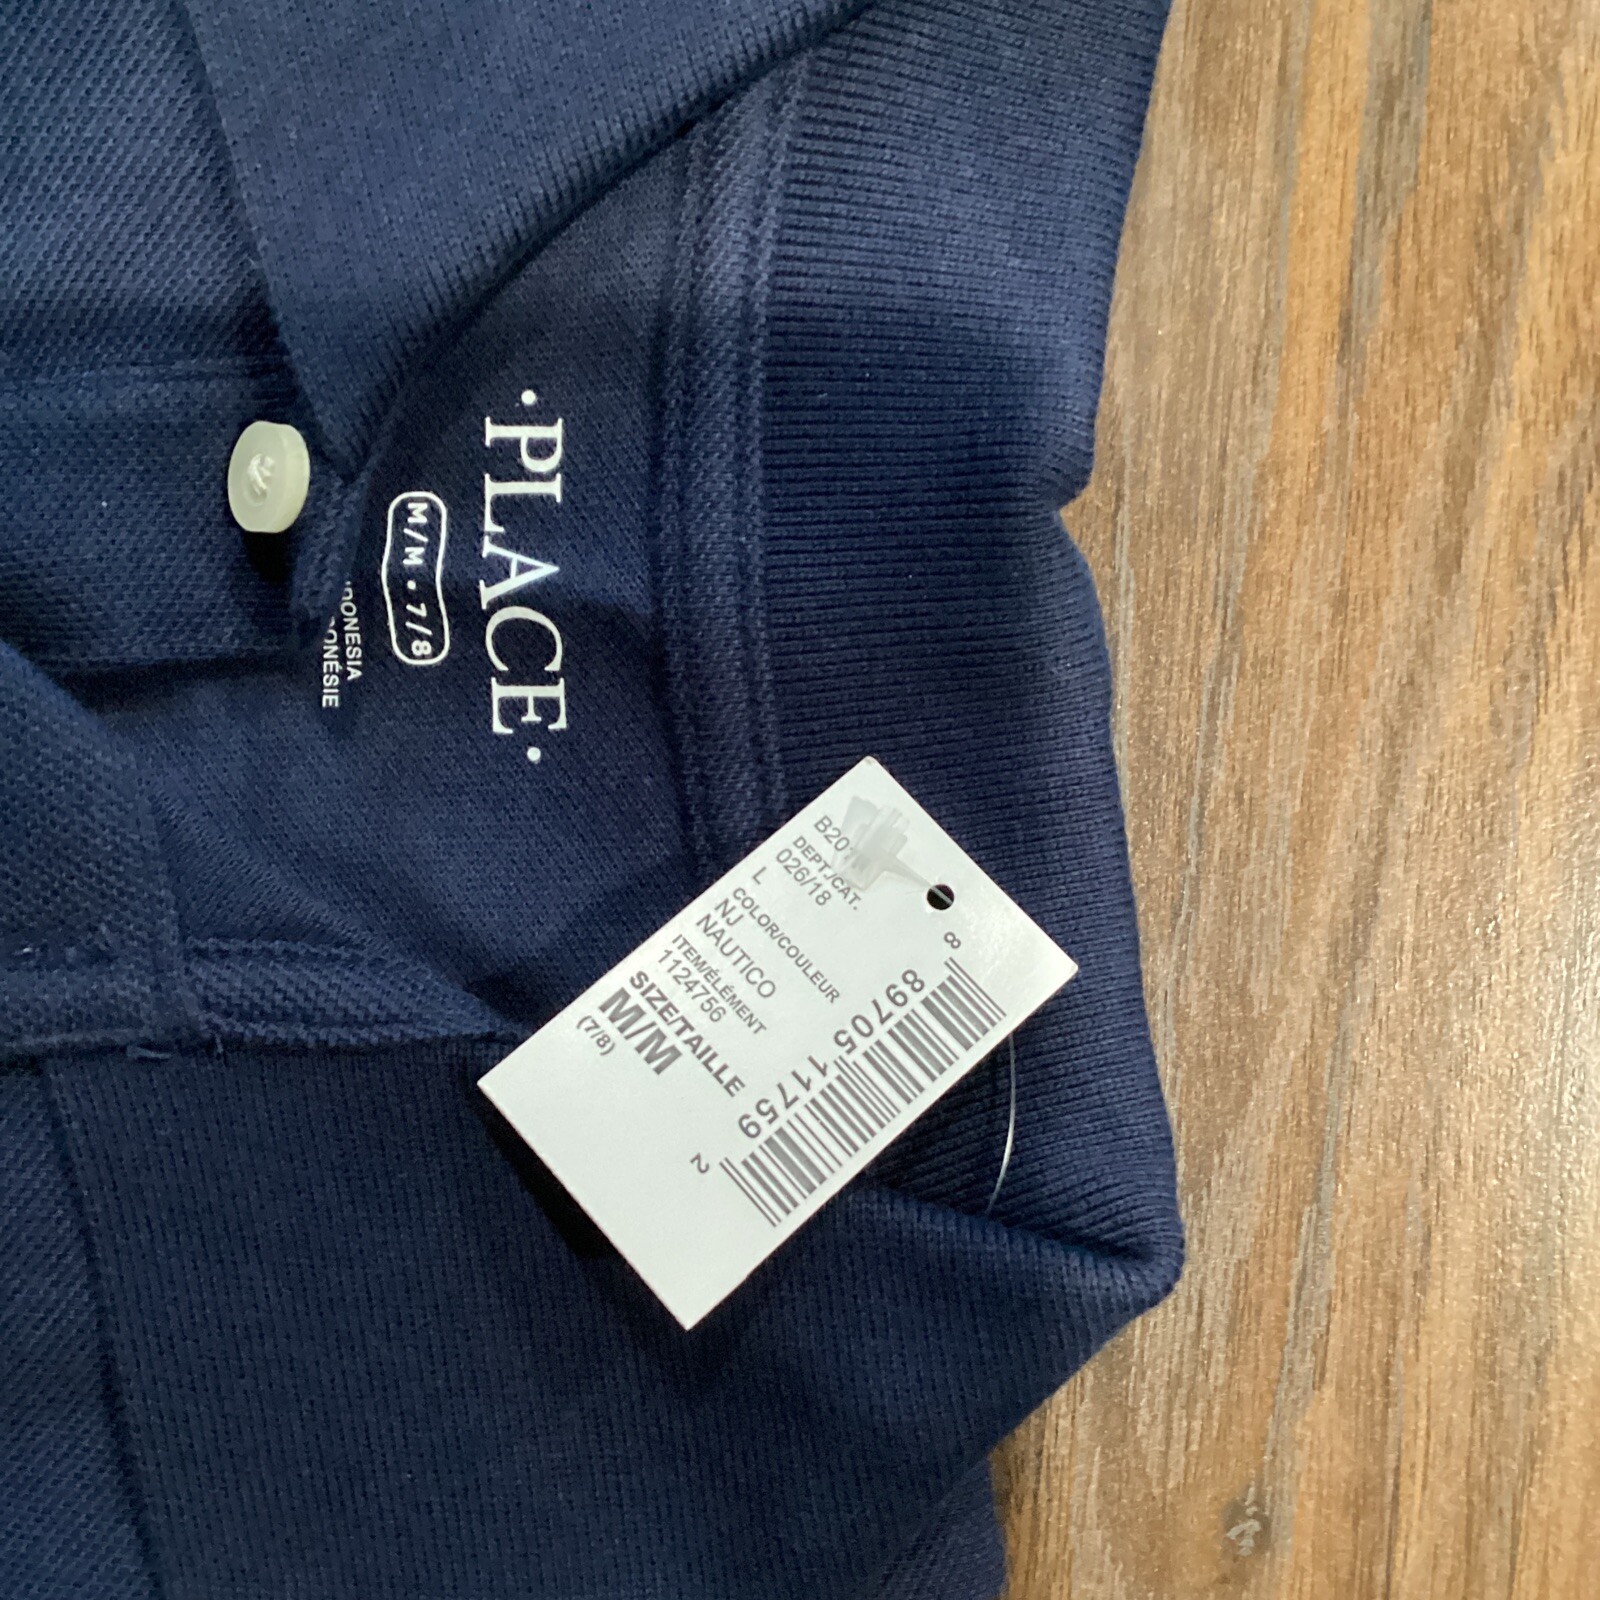 • PLACE •
M/M • 7/8
DONESIA
ONÉSIE
B20
DEPT./CAT.
026/18
L
COLOR/COULEUR
NJ
NAUTICO
ITEM/ÉLÉMENT
1124756
SIZE/TAILLE
M/M
(7/8)
8 89705 11759 2